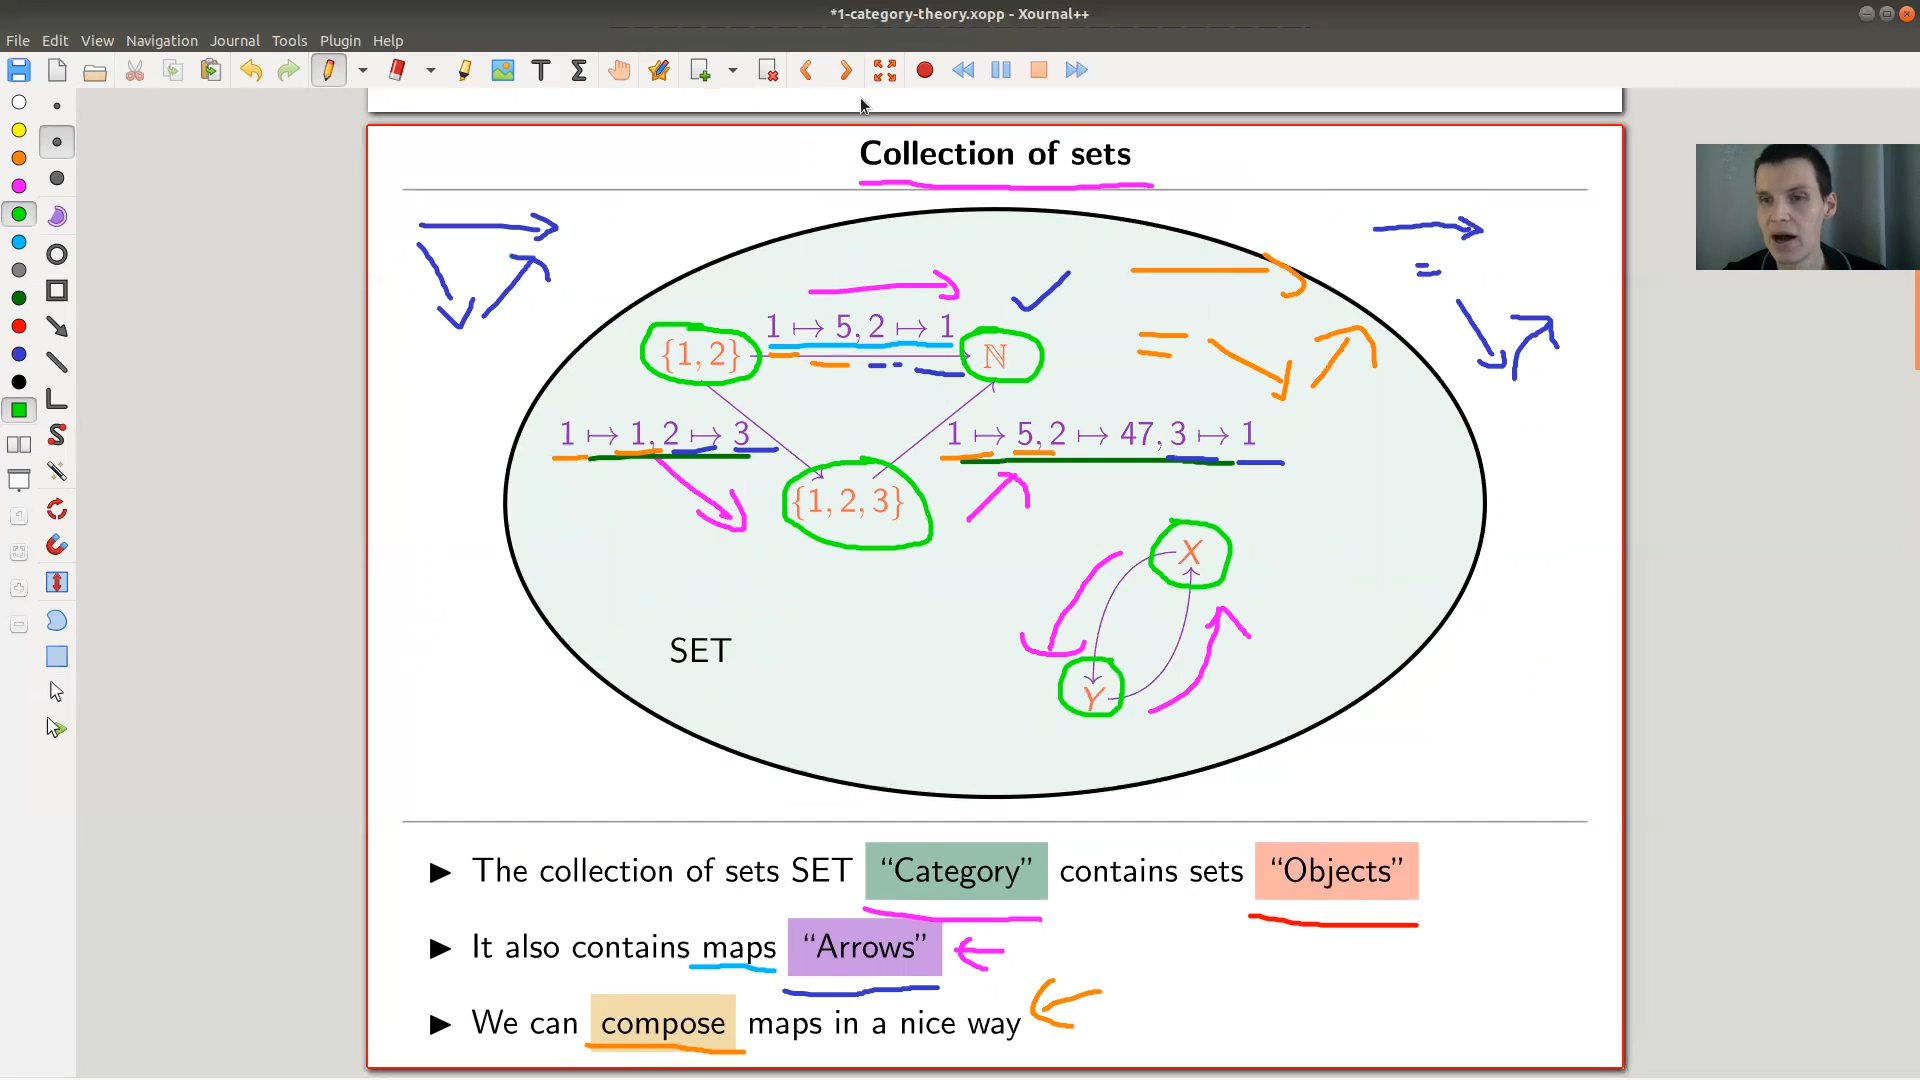 *1-category-theory.xopp - Xournal++
File Edit View Navigation Journal Tools Plugin Help
Collection of sets
1 ↦ 5, 2 ↦ 1
{1, 2} ℕ
=
=
1 ↦ 1, 2 ↦ 3 1 ↦ 5, 2 ↦ 47, 3 ↦ 1
{1, 2, 3}
X
SET
Y
► The collection of sets SET “Category” contains sets “Objects”
► It also contains maps “Arrows”
► We can compose maps in a nice way